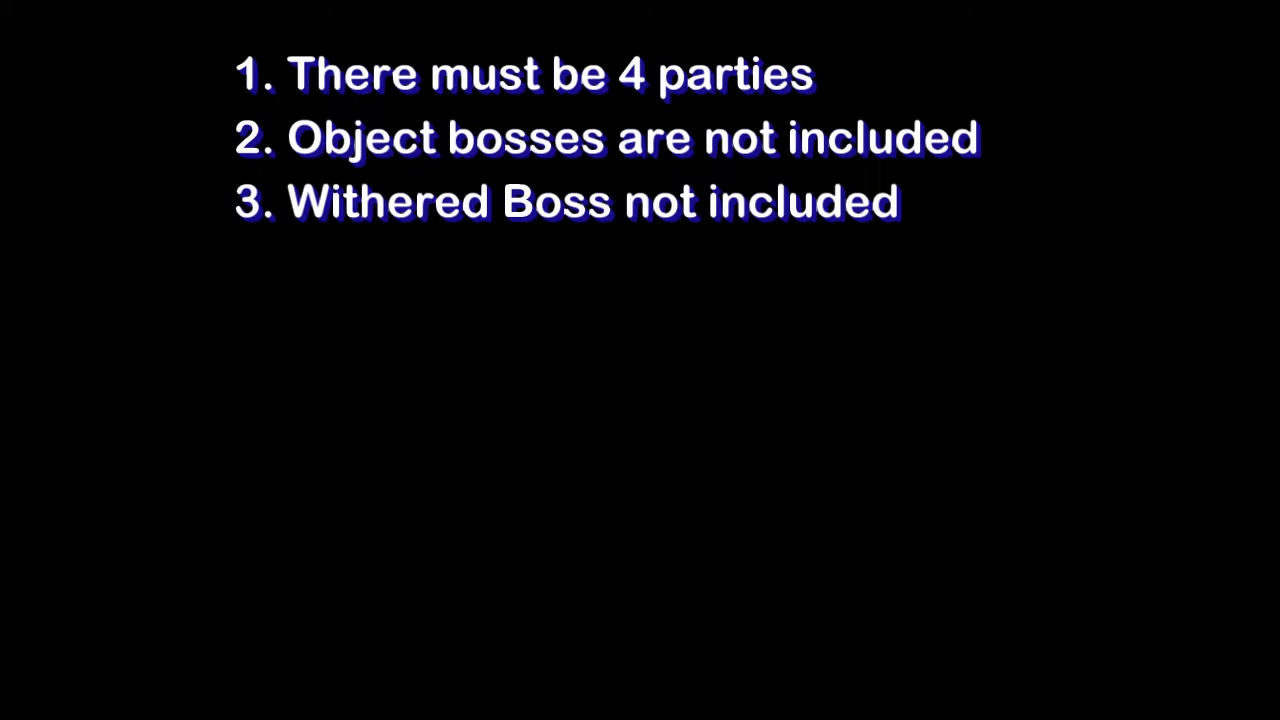 1. There must be 4 parties
2. Object bosses are not included
3. Withered Boss not included